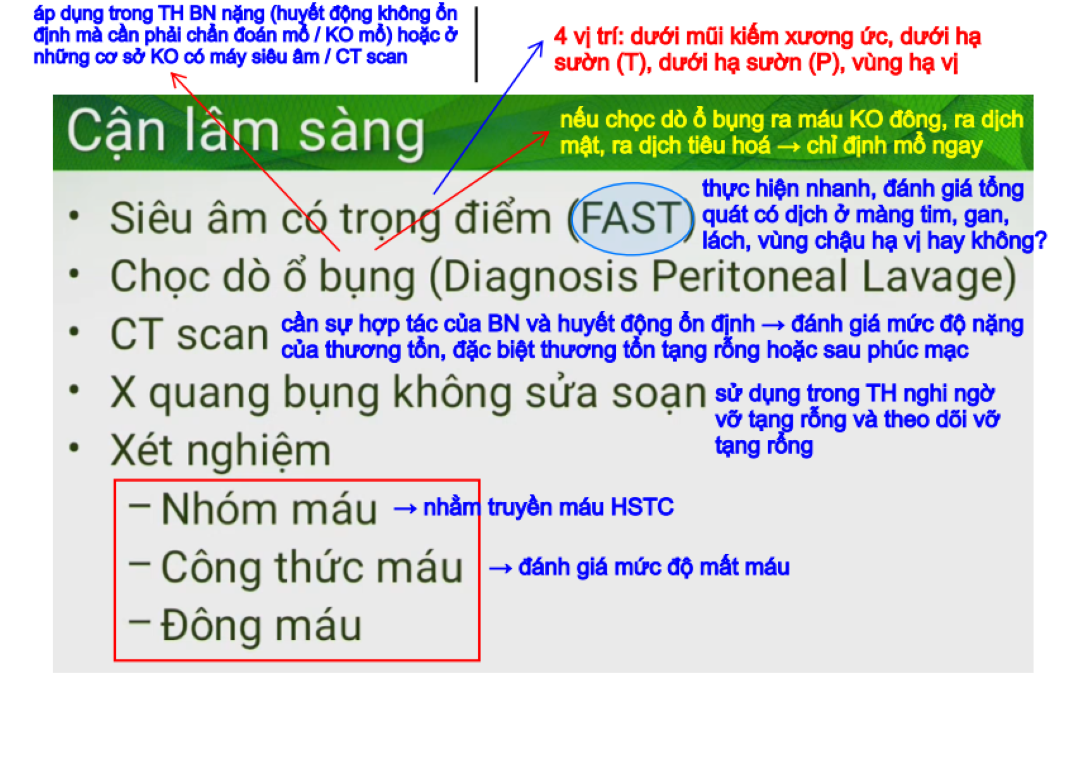 áp dụng trong TH BN nặng (huyết động không ổn
định mà cần phải chẩn đoán mổ / KO mổ) hoặc ở
những cơ sở KO có máy siêu âm / CT scan
4 vị trí: dưới mũi kiếm xương ức, dưới hạ
sườn (T), dưới hạ sườn (P), vùng hạ vị
Cận lâm sàng
nếu chọc dò ổ bụng ra máu KO đông, ra dịch
mật, ra dịch tiêu hoá → chỉ định mổ ngay
• Siêu âm có trọng điểm (FAST)
thực hiện nhanh, đánh giá tổng
quát có dịch ở màng tim, gan,
lách, vùng chậu hạ vị hay không?
• Chọc dò ổ bụng (Diagnosis Peritoneal Lavage)
• CT scan
cần sự hợp tác của BN và huyết động ổn định → đánh giá mức độ nặng
của thương tổn, đặc biệt thương tổn tạng rỗng hoặc sau phúc mạc
• X quang bụng không sửa soạn
sử dụng trong TH nghi ngờ
vỡ tạng rỗng và theo dõi vỡ
tạng rỗng
• Xét nghiệm
– Nhóm máu
→ nhằm truyền máu HSTC
– Công thức máu
→ đánh giá mức độ mất máu
– Đông máu